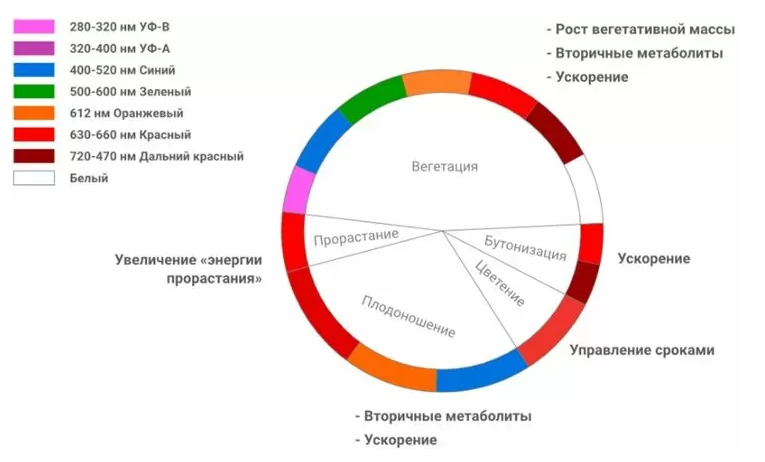 280-320 нм УФ-В
320-400 нм УФ-А
400-520 нм Синий
500-600 нм Зеленый
612 нм Оранжевый
630-660 нм Красный
720-470 нм Дальний красный
Белый
- Рост вегетативной массы
- Вторичные метаболиты
- Ускорение
Вегетация
Прорастание
Бутонизация
Цветение
Плодоношение
Увеличение «энергии
прорастания»
Ускорение
Управление сроками
- Вторичные метаболиты
- Ускорение